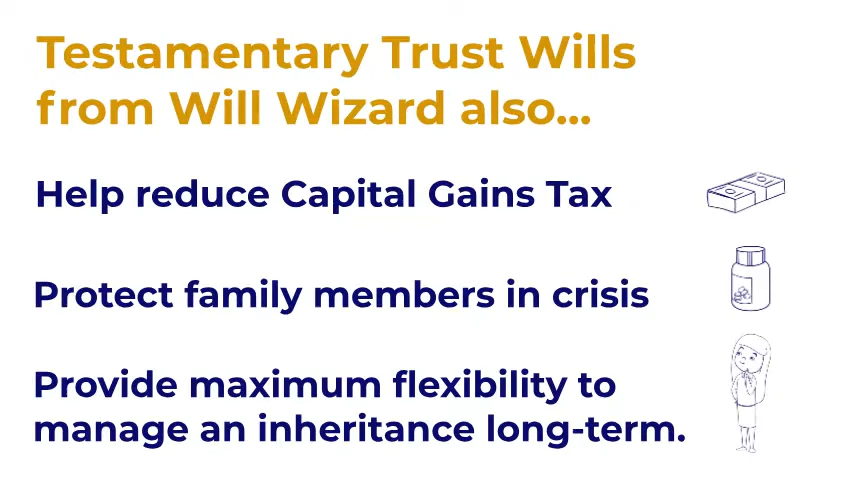 Testamentary Trust Wills
from Will Wizard also...
Help reduce Capital Gains Tax
Protect family members in crisis
Provide maximum flexibility to
manage an inheritance long-term.